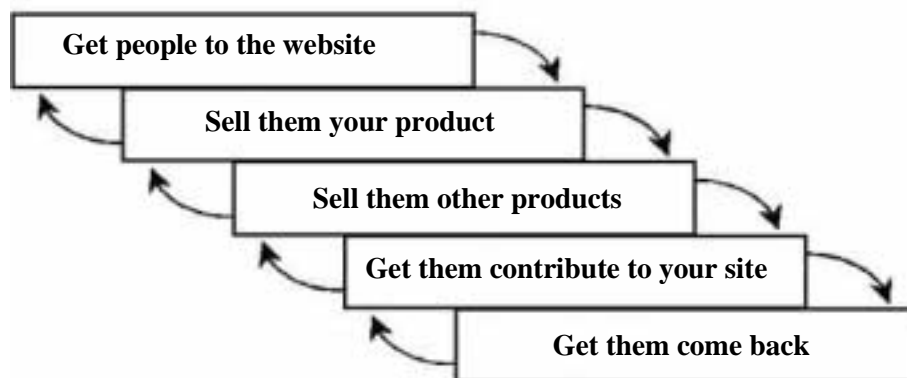 Get people to the website
Sell them your product
Sell them other products
Get them contribute to your site
Get them come back